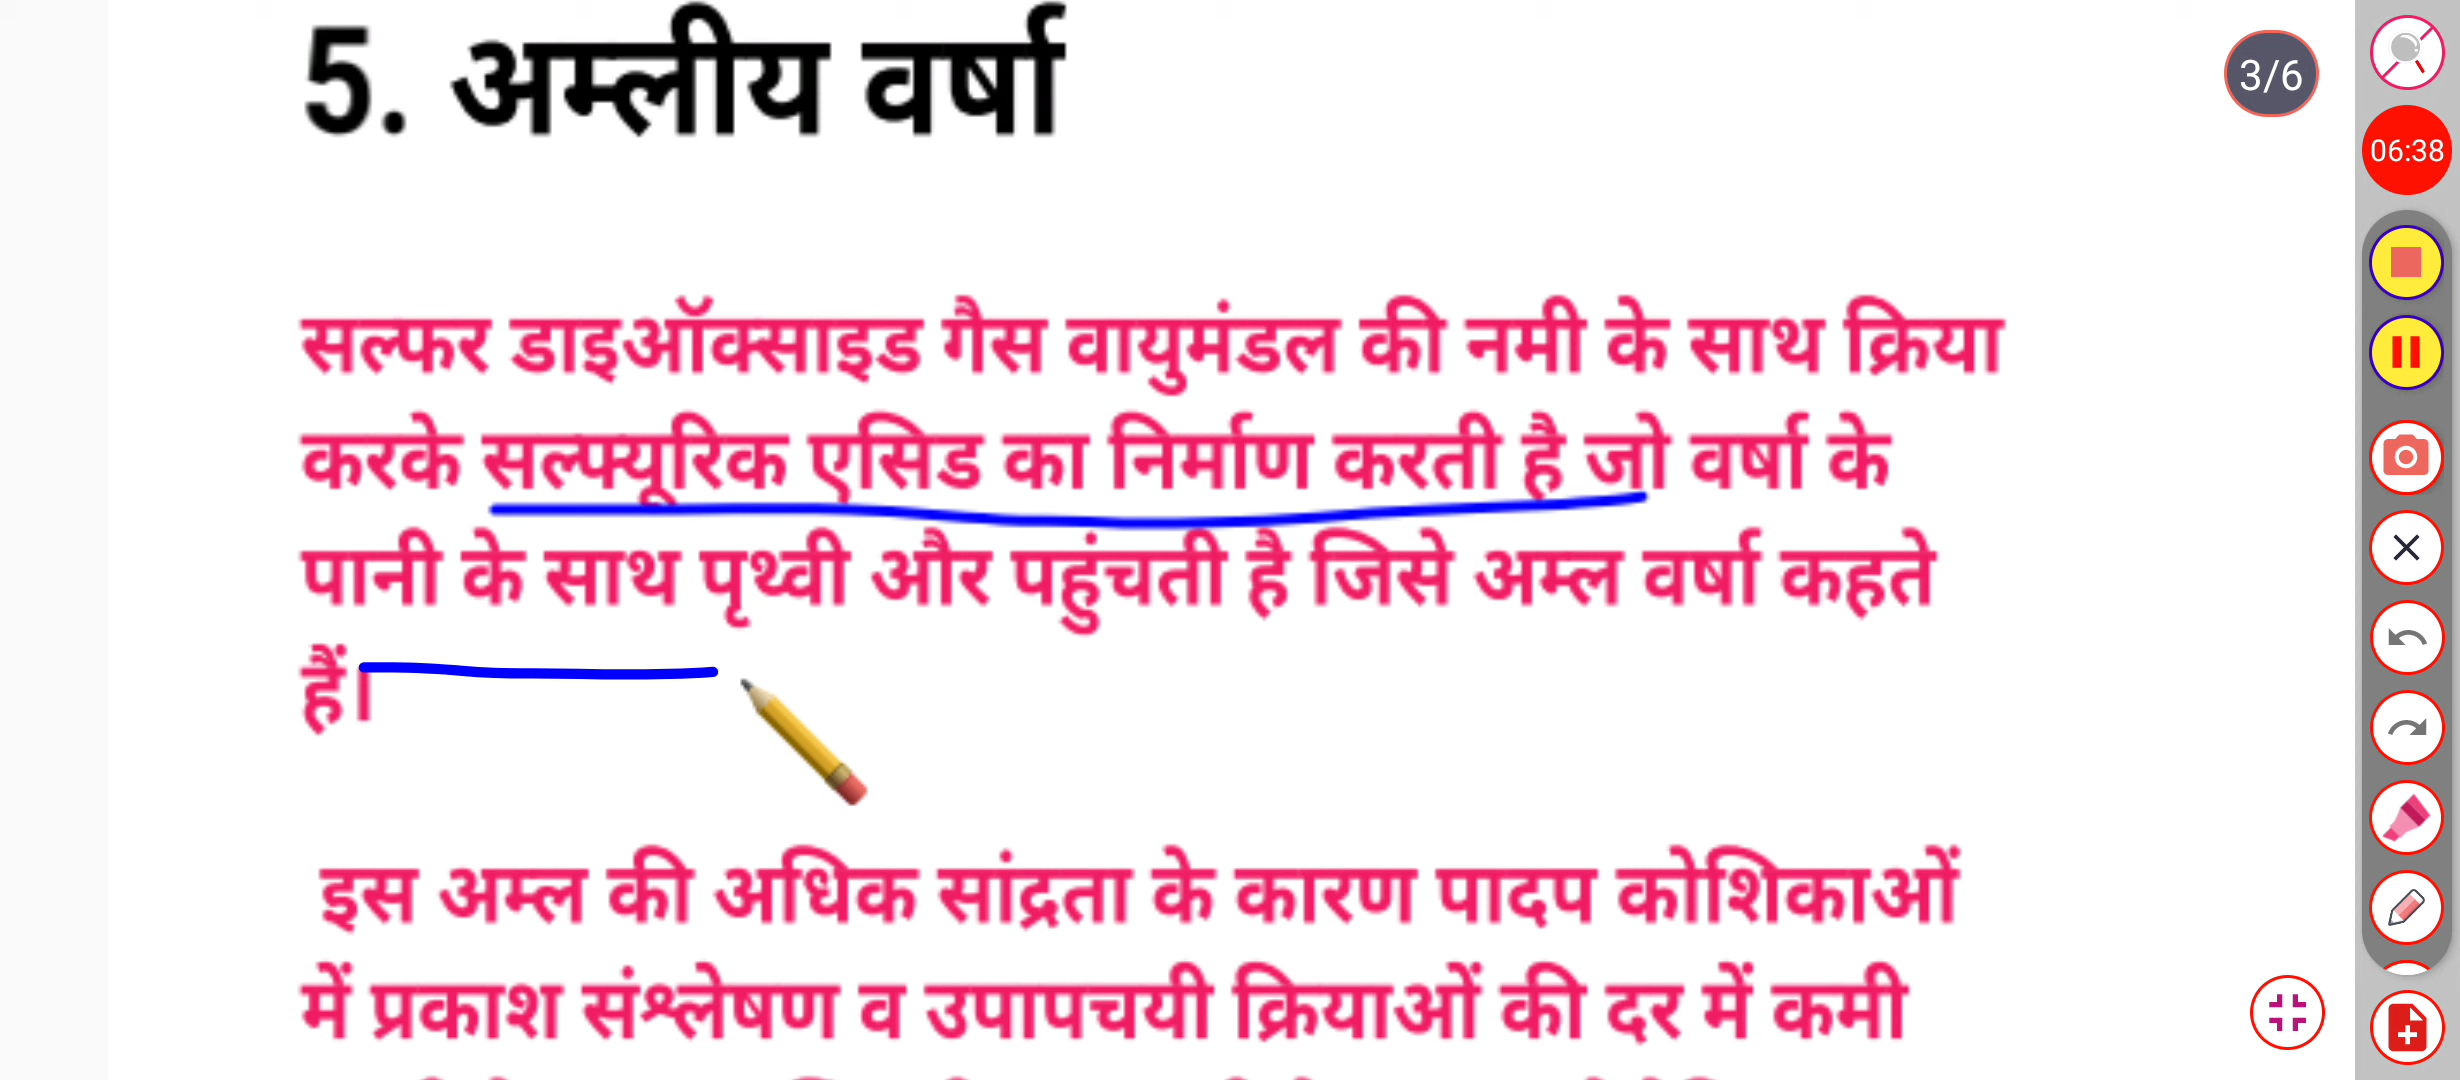 5. अम्लीय वर्षा
3/6
06:38
सल्फर डाइऑक्साइड गैस वायुमंडल की नमी के साथ क्रिया
करके सल्फ्यूरिक एसिड का निर्माण करती है जो वर्षा के
पानी के साथ पृथ्वी और पहुंचती है जिसे अम्ल वर्षा कहते
हैं।
इस अम्ल की अधिक सांद्रता के कारण पादप कोशिकाओं
में प्रकाश संश्लेषण व उपापचयी क्रियाओं की दर में कमी